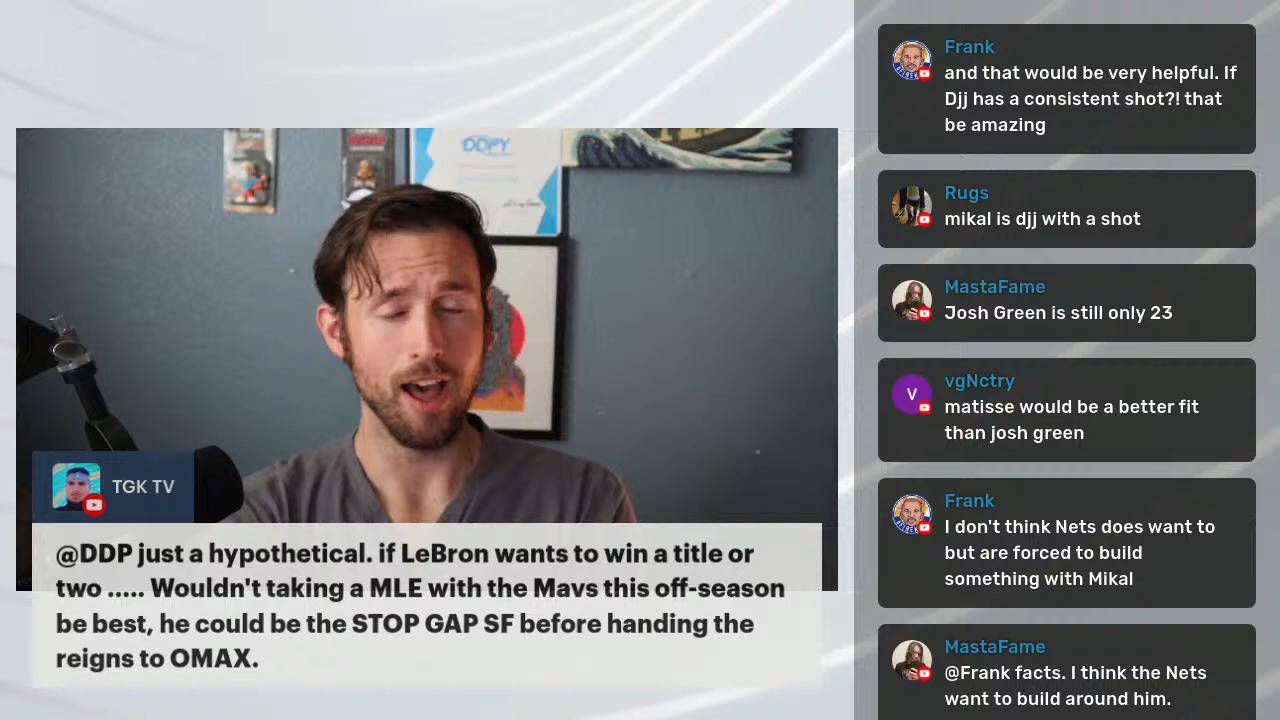 DDPY
TGK TV
@DDP just a hypothetical. if LeBron wants to win a title or
two ..... Wouldn't taking a MLE with the Mavs this off-season
be best, he could be the STOP GAP SF before handing the
reigns to OMAX.
Frank
and that would be very helpful. If
Djj has a consistent shot?! that
be amazing
Rugs
mikal is djj with a shot
MastaFame
Josh Green is still only 23
V
vgNctry
matisse would be a better fit
than josh green
Frank
I don't think Nets does want to
but are forced to build
something with Mikal
MastaFame
@Frank facts. I think the Nets
want to build around him.